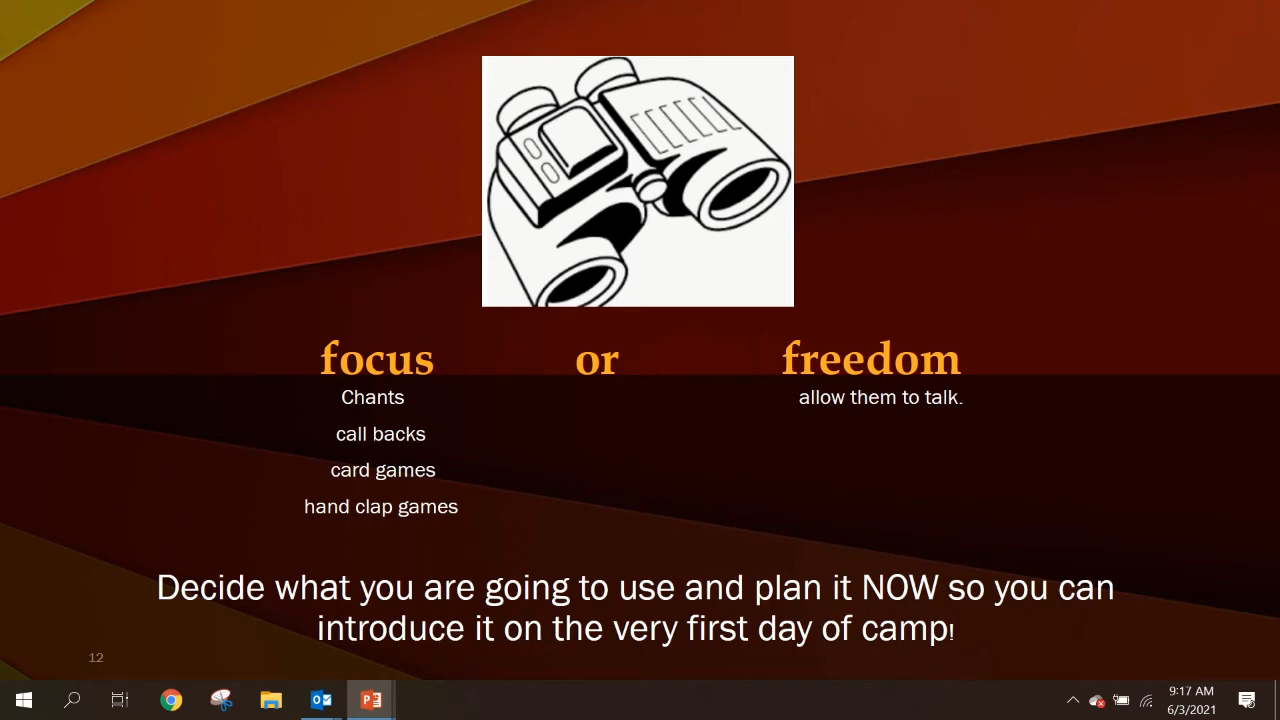 focus or freedom
Chants allow them to talk.
call backs
card games
hand clap games
Decide what you are going to use and plan it NOW so you can
introduce it on the very first day of camp!
12
9:17 AM
6/3/2021